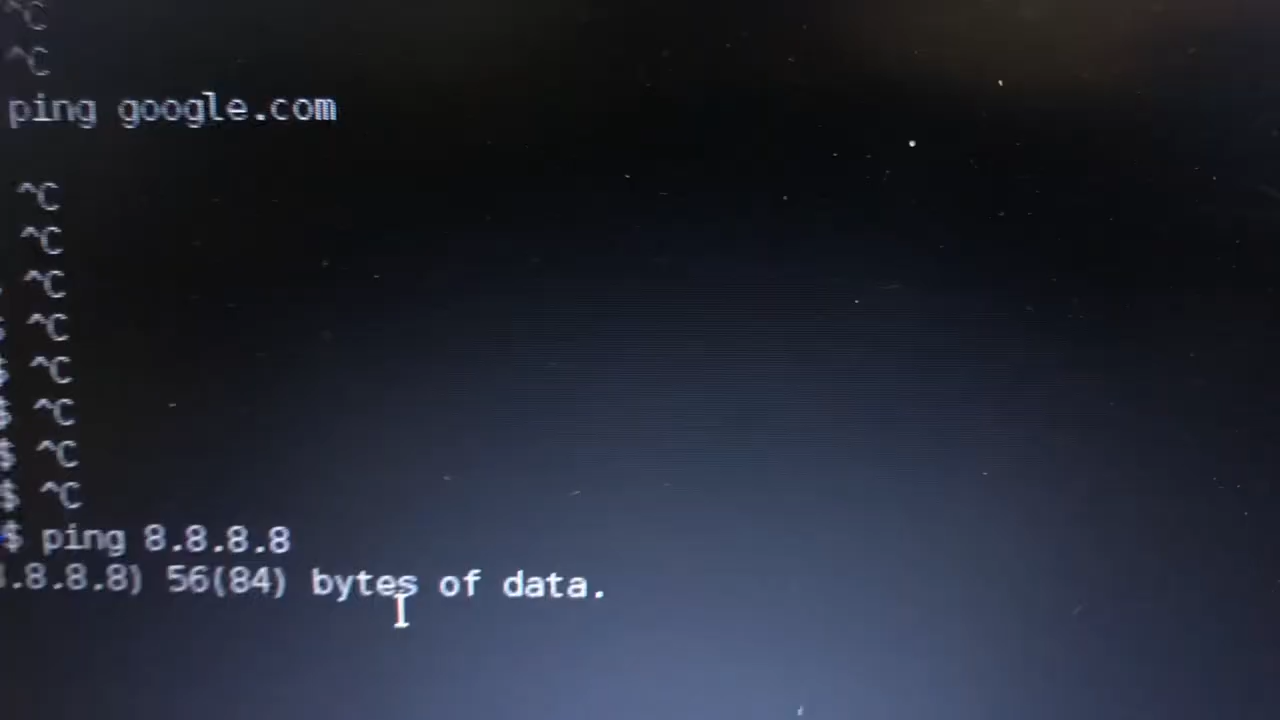 ^C
^C
ping google.com
^C
^C
^C
$ ^C
$ ^C
$ ^C
$ ^C
$ ^C
$ ping 8.8.8.8
.8.8.8) 56(84) bytes of data.